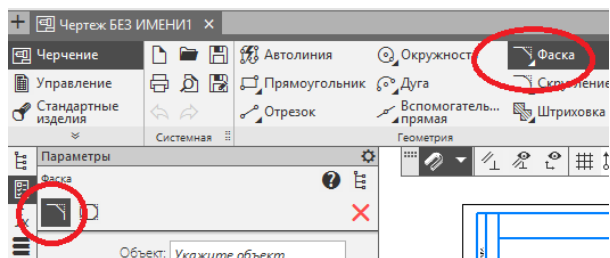 Чертеж БЕЗ ИМЕНИ1
Черчение
Автолиния
Окружность
Фаска
Управление
Прямоугольник
Дуга
Скругление
Стандартные
изделия
Отрезок
Вспомогатель...
прямая
Штриховка
Системная
Геометрия
Параметры
Фаска
Объект:
Укажите объект